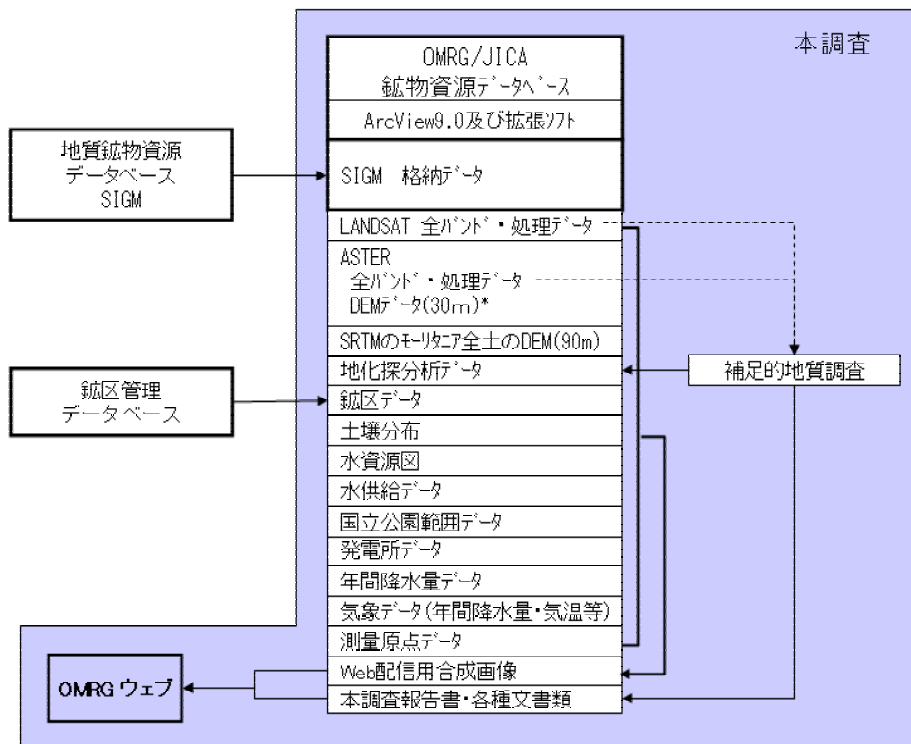 本調査
OMRG/JICA
鉱物資源データベース
ArcView9.0及び拡張ソフト
地質鉱物資源
データベース
SIGM
SIGM 格納データ
LANDSAT 全バンド・処理データ
ASTER
全バンド・処理データ
DEMデータ(30m)*
SRTMのモーリタニア全土のDEM(90m)
地化探分析データ
補足的地質調査
鉱区管理
データベース
鉱区データ
土壌分布
水資源図
水供給データ
国立公園範囲データ
発電所データ
年間降水量データ
気象データ(年間降水量・気温等)
測量原点データ
Web配信用合成画像
本調査報告書・各種文書類
OMRG ウェブ